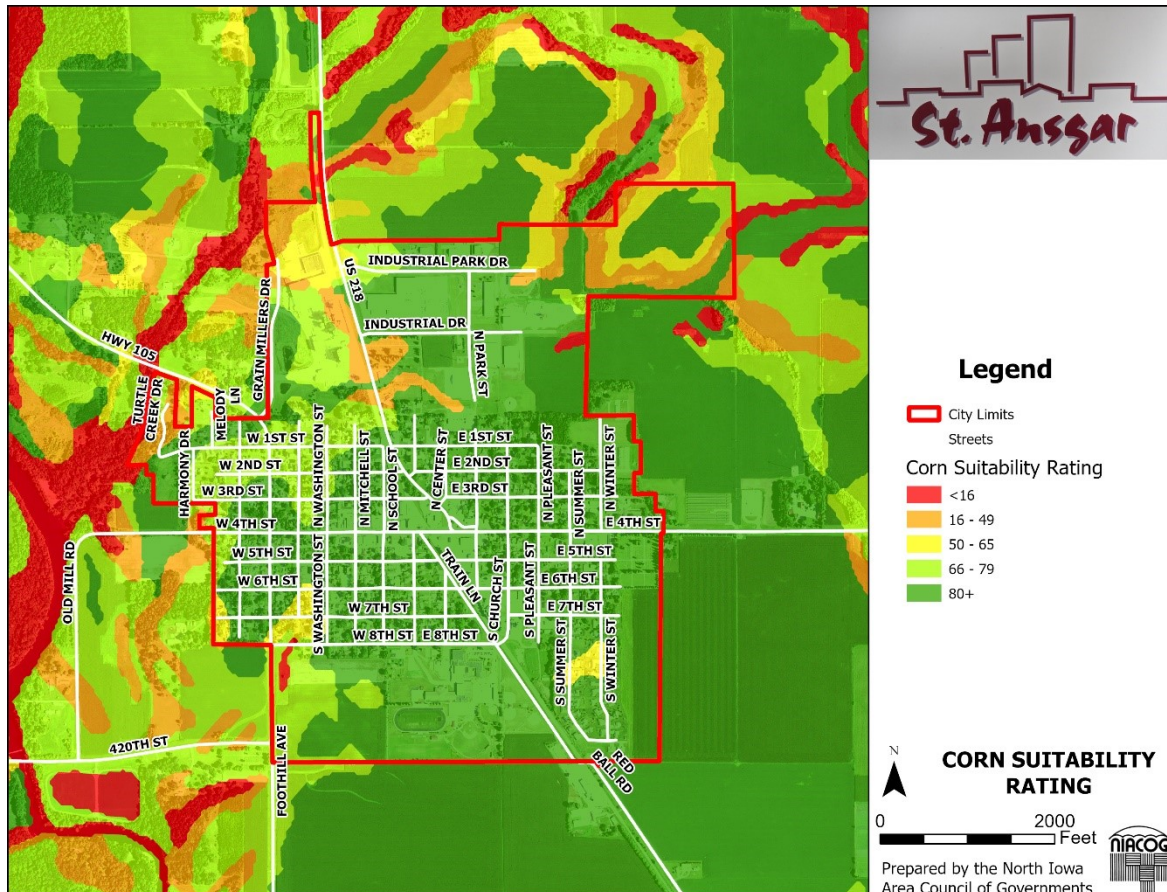 St. Ansgar
INDUSTRIAL PARK DR
US 218
GRAIN MILLERS DR
INDUSTRIAL DR
N PARK ST
HWY 105
TURTLE
CREEK DR
MELODY
LN
HARMONY DR
W 1ST ST
E 1ST ST
W 2ND ST
E 2ND ST
W 3RD ST
E 3RD ST
W 4TH ST
E 4TH ST
N WASHINGTON ST
N MITCHELL ST
N SCHOOL ST
N CENTER ST
N PLEASANT ST
N SUMMER ST
N WINTER ST
OLD MILL RD
W 5TH ST
E 5TH ST
W 6TH ST
E 6TH ST
W 7TH ST
E 7TH ST
W 8TH ST
E 8TH ST
S WASHINGTON ST
TRAIN LN
S CHURCH ST
S PLEASANT ST
S SUMMER ST
S WINTER ST
420TH ST
FOOTHILL AVE
RED
BALL RD
Legend
City Limits
Streets
Corn Suitability Rating
<16
16 - 49
50 - 65
66 - 79
80+
N
CORN SUITABILITY
RATING
0
2000
Feet
Prepared by the North Iowa
Area Council of Governments
NIACOG